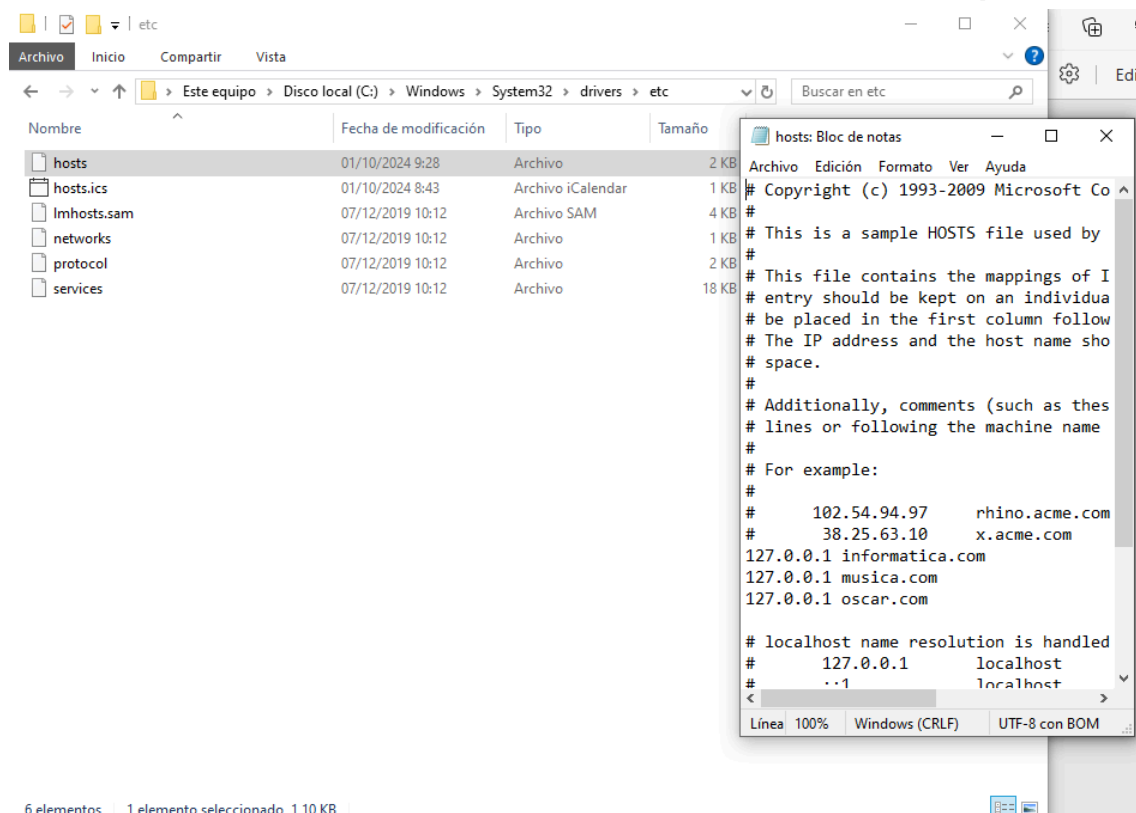 etc
Archivo Inicio Compartir Vista
Este equipo > Disco local (C:) > Windows > System32 > drivers > etc
Buscar en etc
Nombre Fecha de modificación Tipo Tamaño
hosts 01/10/2024 9:28 Archivo 2 KB
hosts.ics 01/10/2024 8:43 Archivo iCalendar 1 KB
lmhosts.sam 07/12/2019 10:12 Archivo SAM 4 KB
networks 07/12/2019 10:12 Archivo 1 KB
protocol 07/12/2019 10:12 Archivo 2 KB
services 07/12/2019 10:12 Archivo 18 KB
6 elementos 1 elemento seleccionado 1,10 KB
Edi
hosts: Bloc de notas
Archivo Edición Formato Ver Ayuda
# Copyright (c) 1993-2009 Microsoft Co
#
# This is a sample HOSTS file used by
#
# This file contains the mappings of I
# entry should be kept on an individua
# be placed in the first column follow
# The IP address and the host name sho
# space.
#
# Additionally, comments (such as thes
# lines or following the machine name
#
# For example:
#
# 102.54.94.97 rhino.acme.com
# 38.25.63.10 x.acme.com
127.0.0.1 informatica.com
127.0.0.1 musica.com
127.0.0.1 oscar.com
# localhost name resolution is handled
# 127.0.0.1 localhost
# ::1 localhost
Línea 100% Windows (CRLF) UTF-8 con BOM